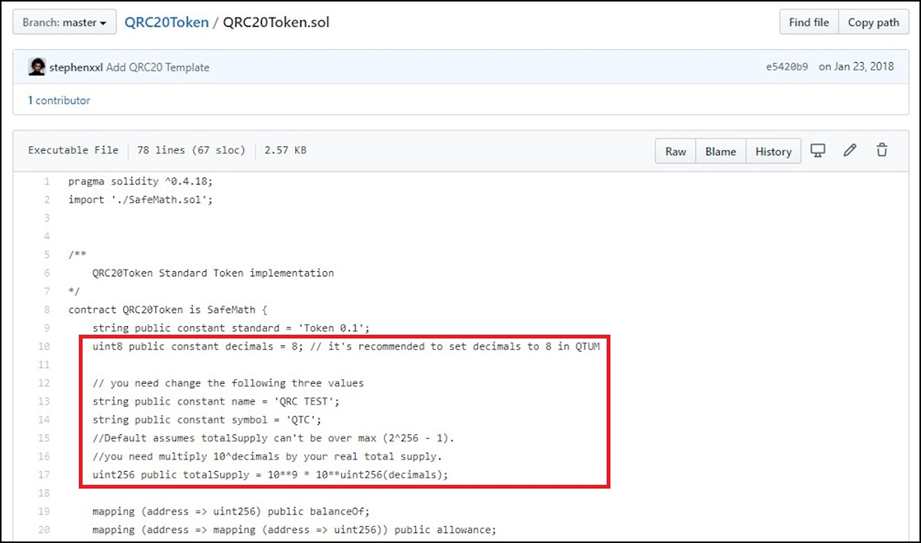 Branch: master
QRC20Token / QRC20Token.sol
Find file
Copy path
stephenxxl Add QRC20 Template
e5420b9 on Jan 23, 2018
1 contributor
Executable File 78 lines (67 sloc) 2.57 KB
Raw
Blame
History
1 pragma solidity ^0.4.18;
2 import './SafeMath.sol';
3
4
5 /**
6 QRC20Token Standard Token implementation
7 */
8 contract QRC20Token is SafeMath {
9 string public constant standard = 'Token 0.1';
10 uint8 public constant decimals = 8; // it's recommended to set decimals to 8 in QTUM
11
12 // you need change the following three values
13 string public constant name = 'QRC TEST';
14 string public constant symbol = 'QTC';
15 //Default assumes totalSupply can't be over max (2^256 - 1).
16 //you need multiply 10^decimals by your real total supply.
17 uint256 public totalSupply = 10**9 * 10**uint256(decimals);
18
19 mapping (address => uint256) public balanceOf;
20 mapping (address => mapping (address => uint256)) public allowance;